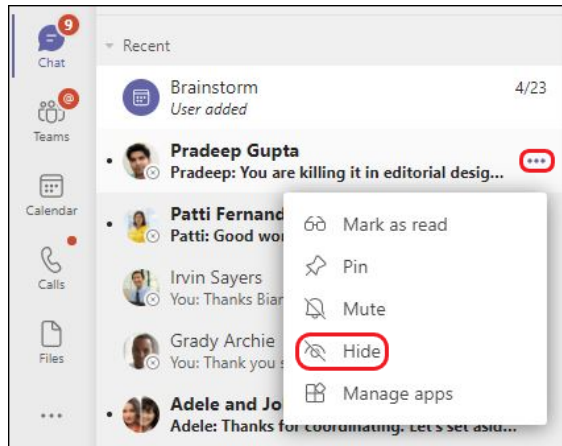 9
Chat
@
Teams
Calendar
Calls
Files
Recent
Brainstorm 4/23
User added
Pradeep Gupta
Pradeep: You are killing it in editorial desig...
Patti Fernand
Patti: Good wo
Irvin Sayers
You: Thanks Bian
Grady Archie
You: Thank you
Adele and Jo
Adele: Thanks for coordinating. Let's set asid...
Mark as read
Pin
Mute
Hide
Manage apps